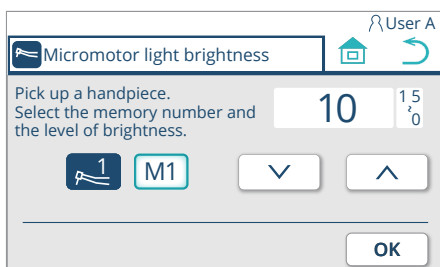 User A
Micromotor light brightness
Pick up a handpiece.
Select the memory number and
the level of brightness.
10
15
~
0
1
M1
OK